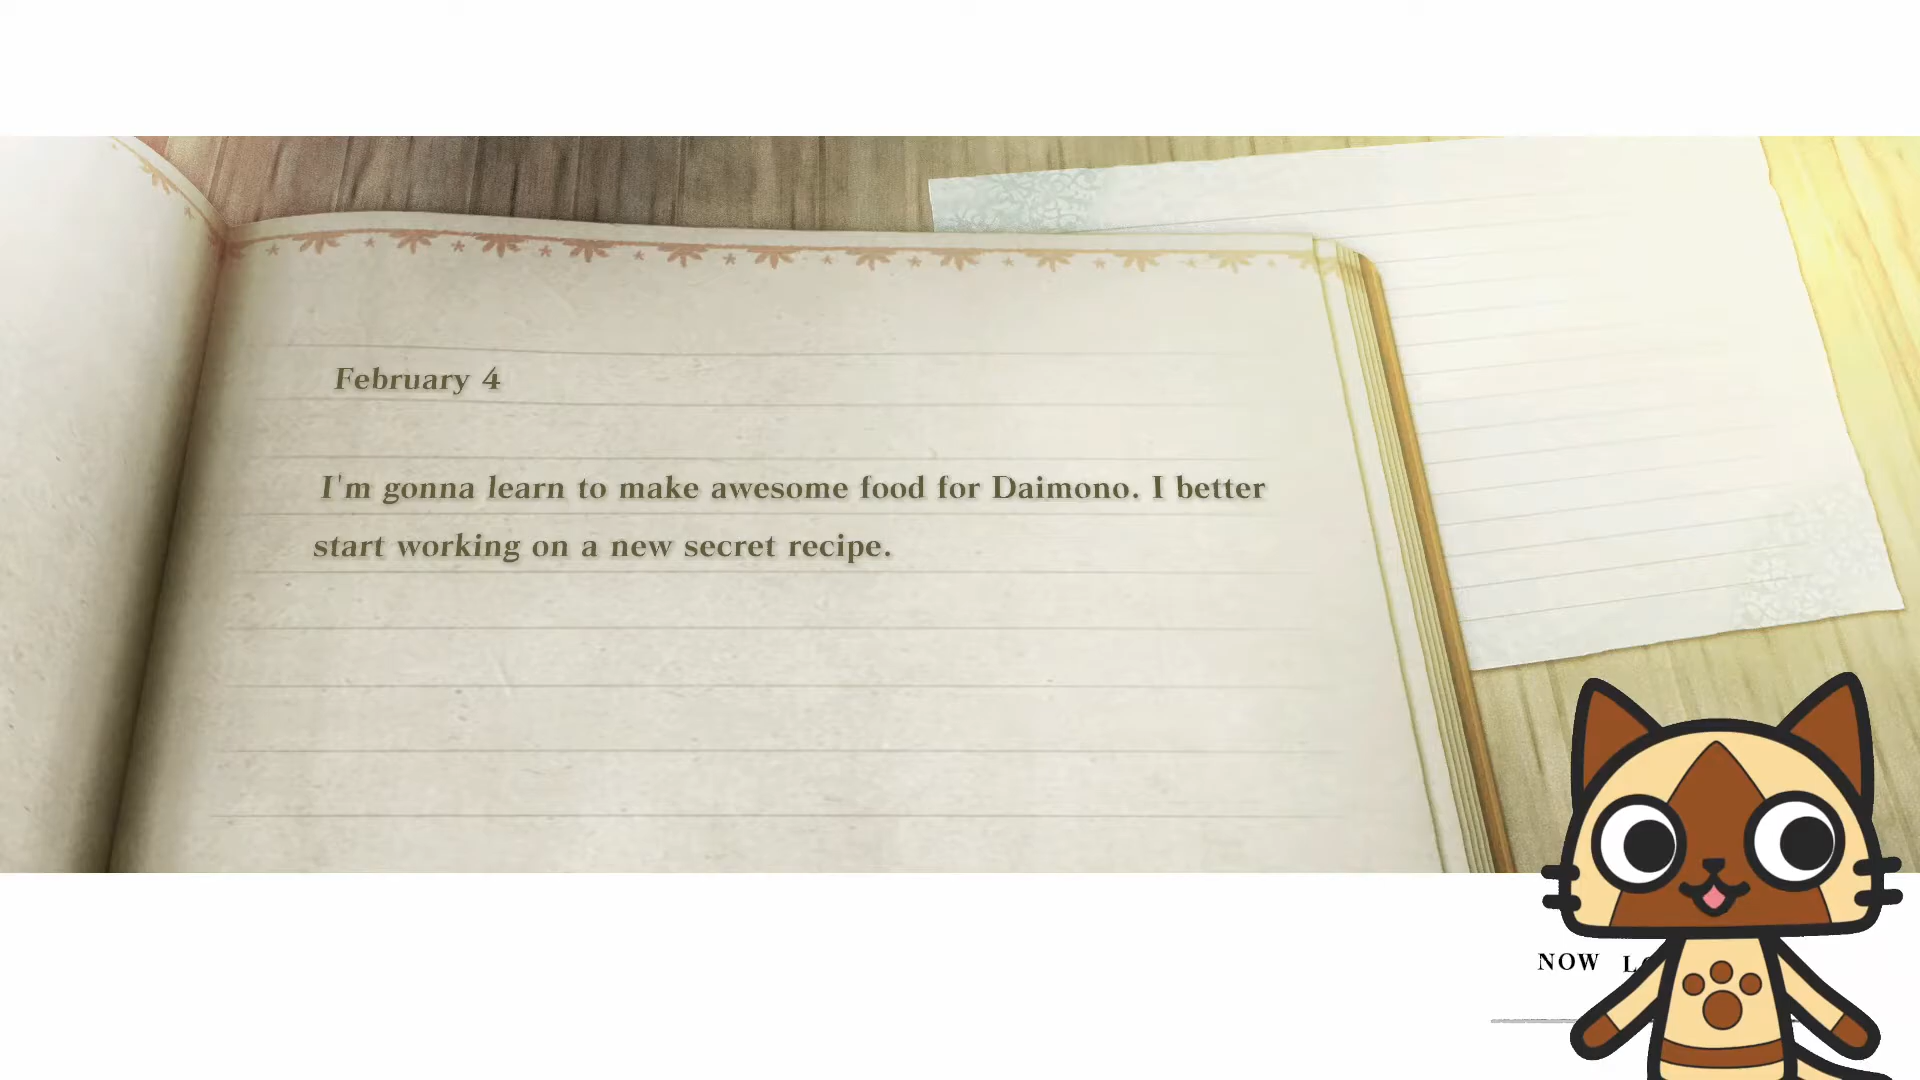 February 4
I'm gonna learn to make awesome food for Daimono. I better
start working on a new secret recipe.
NOW